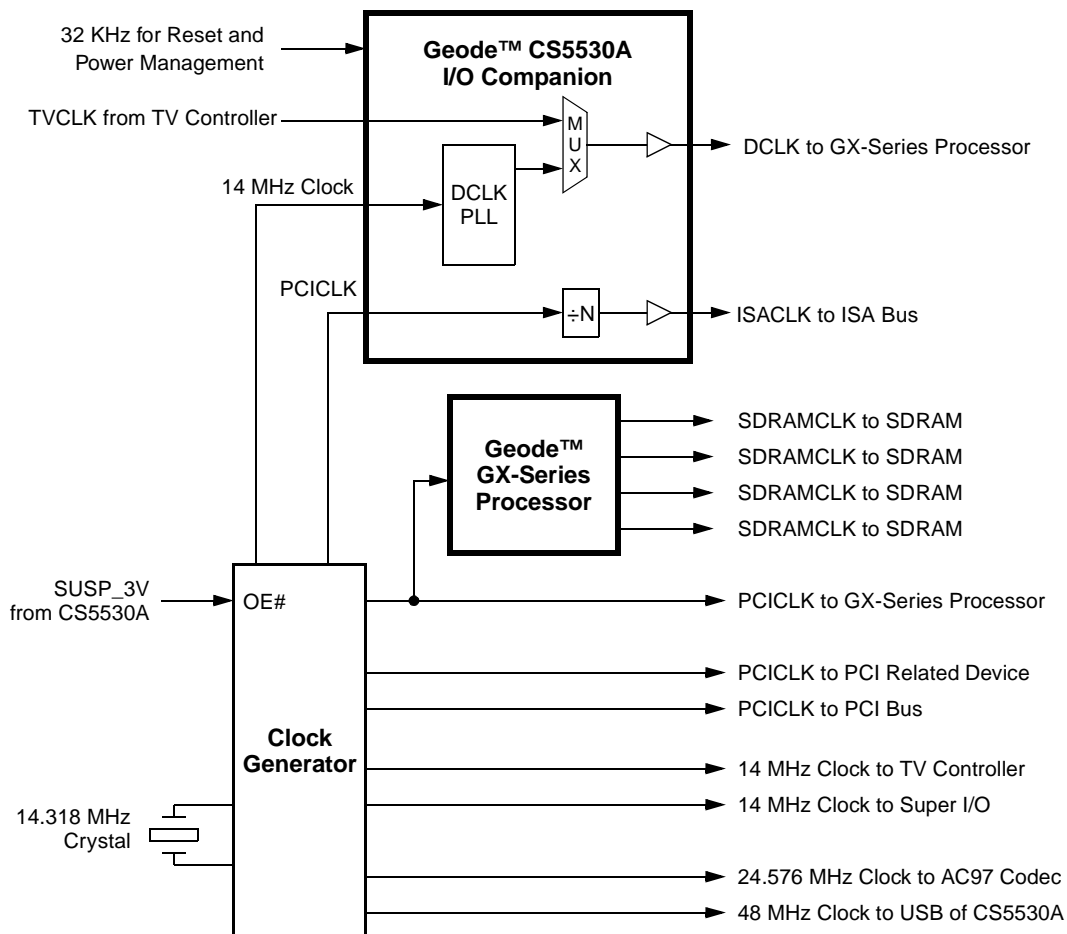 32 KHz for Reset and
Power Management
Geode™ CS5530A
I/O Companion
TVCLK from TV Controller
M
U
X
DCLK to GX-Series Processor
14 MHz Clock
DCLK
PLL
PCICLK
÷N
ISACLK to ISA Bus
Geode™
GX-Series
Processor
SDRAMCLK to SDRAM
SDRAMCLK to SDRAM
SDRAMCLK to SDRAM
SDRAMCLK to SDRAM
SUSP_3V
from CS5530A
OE#
PCICLK to GX-Series Processor
PCICLK to PCI Related Device
PCICLK to PCI Bus
Clock
Generator
14 MHz Clock to TV Controller
14 MHz Clock to Super I/O
14.318 MHz
Crystal
24.576 MHz Clock to AC97 Codec
48 MHz Clock to USB of CS5530A